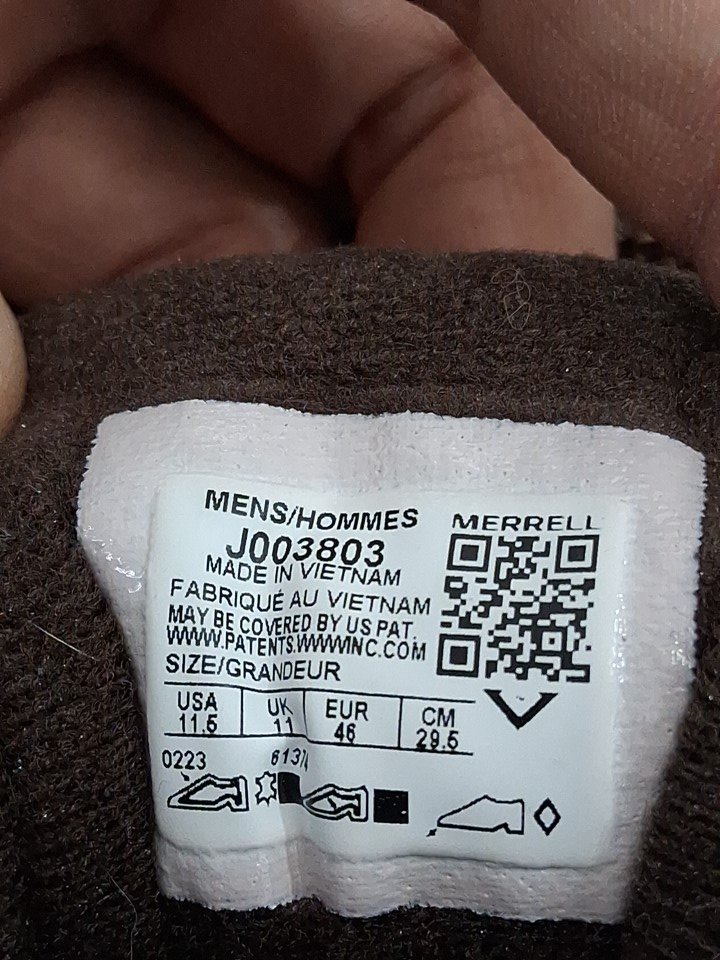 MENS/HOMMES
MERRELL
J003803
MADE IN VIETNAM
FABRIQUÉ AU VIETNAM
MAY BE COVERED BY US PAT.
WWW.PATENTS.WWWINC.COM
SIZE/GRANDEUR
USA UK EUR CM
11.5 11 46 29.5
0223 61374